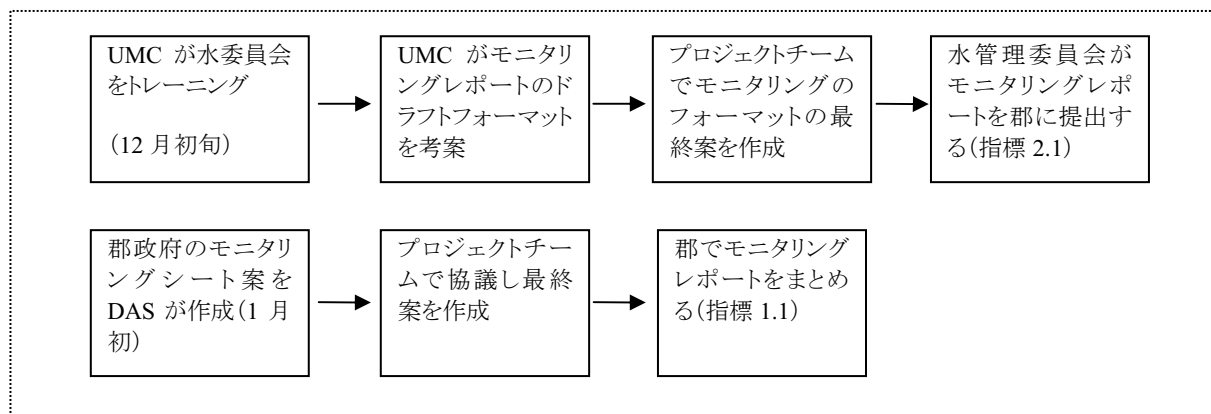 UMC が水委員会
をトレーニング
（12 月初旬）
UMC がモニタリ
ングレポートのド
ラフトフォーマット
を考案
プロジェクトチーム
でモニタリングの
フォーマットの最
終案を作成
水管理委員会が
モニタリングレポ
ートを郡に提出す
る（指標 2.1）
郡政府のモニタリ
ングシート案を
DAS が作成（1 月
初）
プロジェクトチー
ムで協議し最終
案を作成
郡でモニタリング
レポートをまとめ
る（指標 1.1）